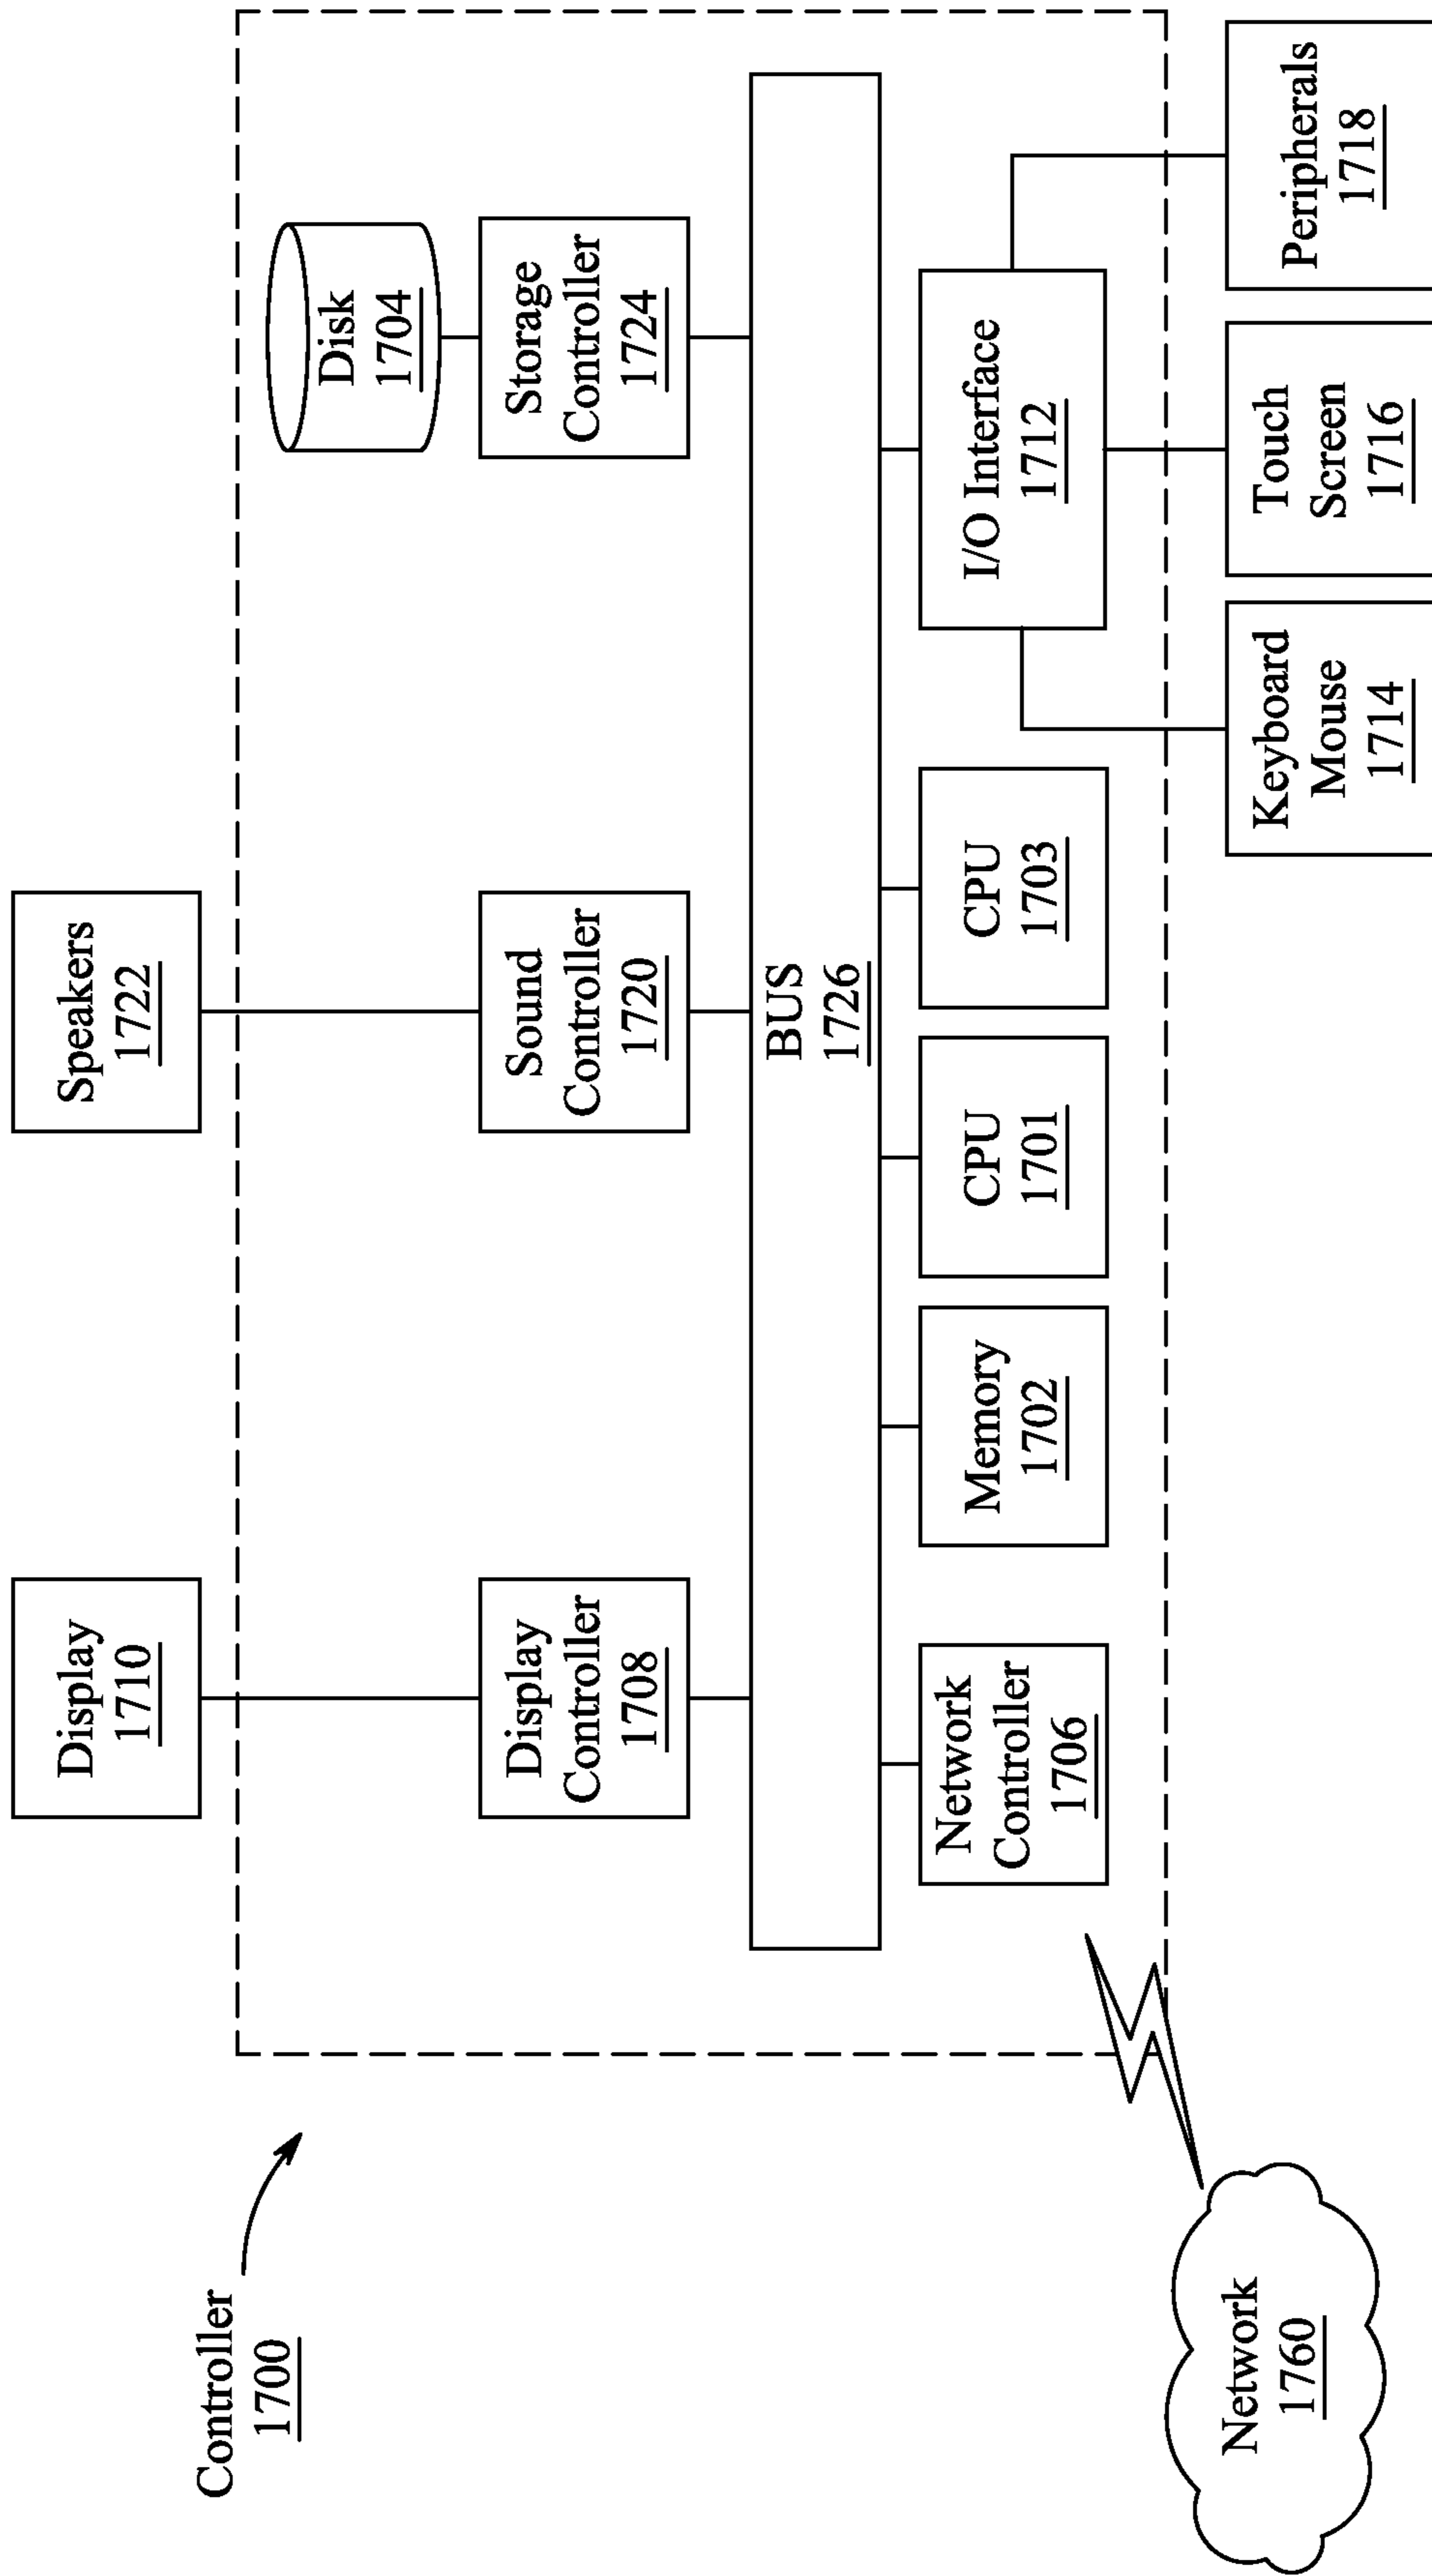 Controller
1700
Display
1710
Speakers
1722
Disk
1704
Display
Controller
1708
Sound
Controller
1720
Storage
Controller
1724
BUS
1726
Network
Controller
1706
Memory
1702
CPU
1701
CPU
1703
I/O Interface
1712
Network
1760
Keyboard
Mouse
1714
Touch
Screen
1716
Peripherals
1718